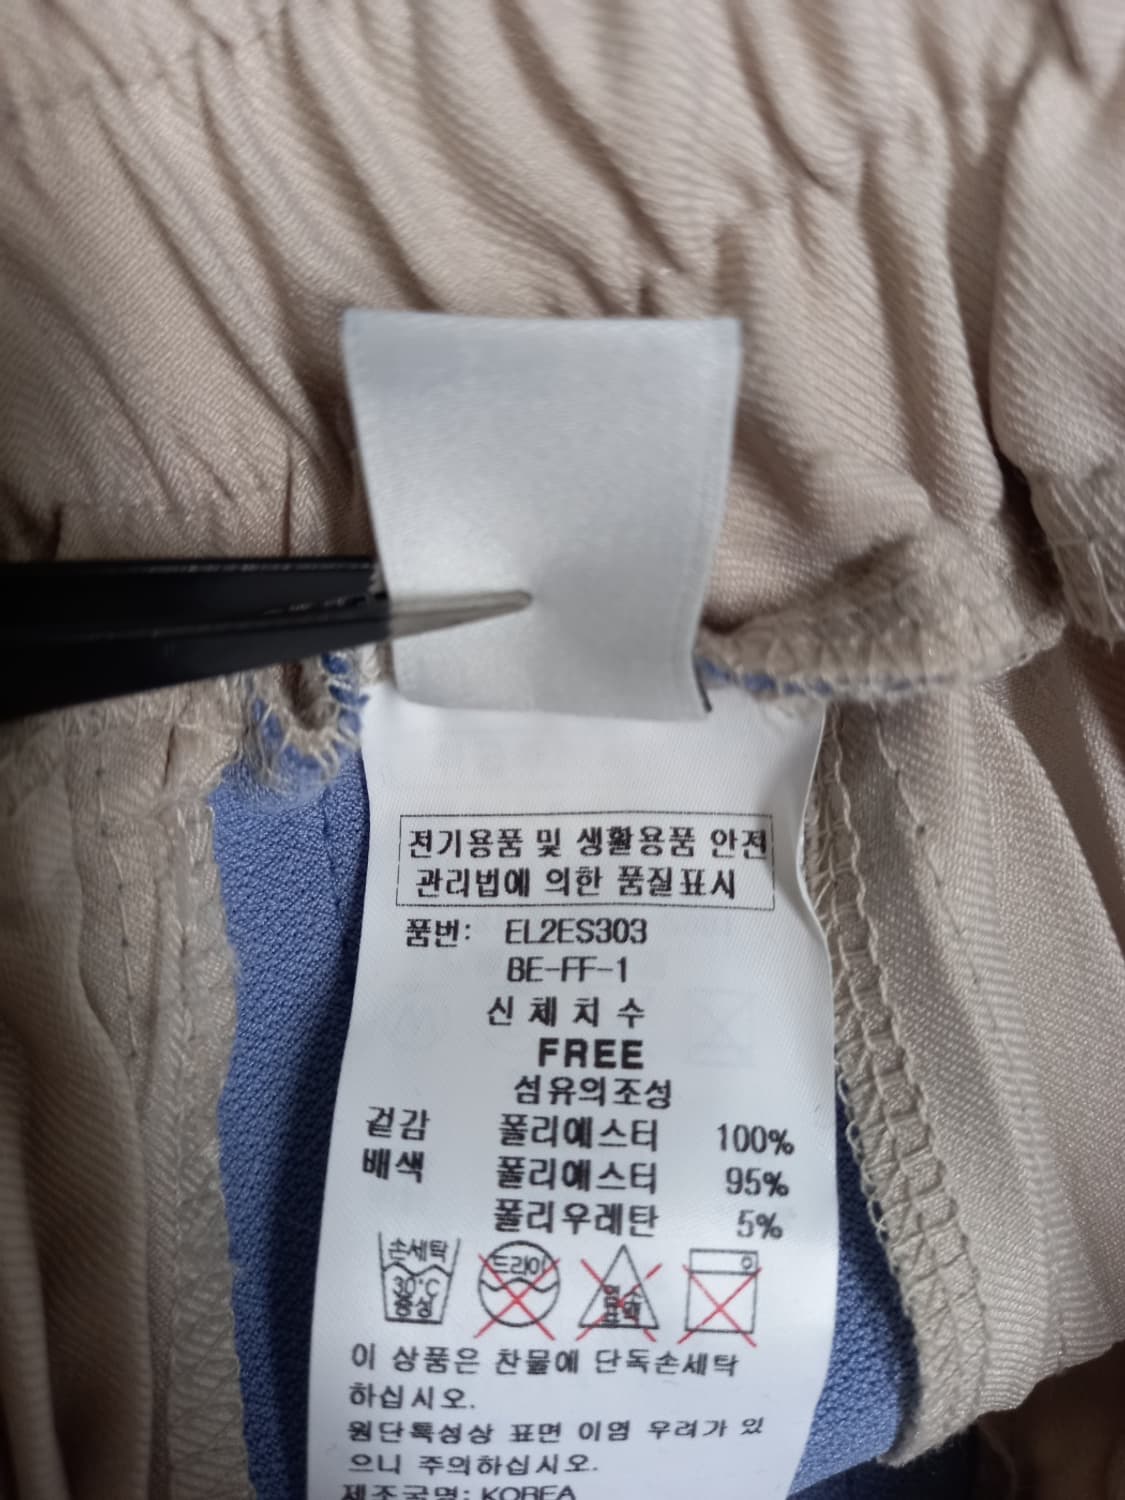 전기용품 및 생활용품 안전
관리법에 의한 품질표시
품번: EL2ES303
BE-FF-1
신체치수
FREE
섬유의조성
겉감 폴리에스터 100%
배색 폴리에스터 95%
폴리우레탄 5%
손세탁 드라이
30°C
중성
이 상품은 찬물에 단독손세탁
하십시오.
원단특성상 표면 이염 우려가 있
으니 주의하십시오.
제조국명: KOREA